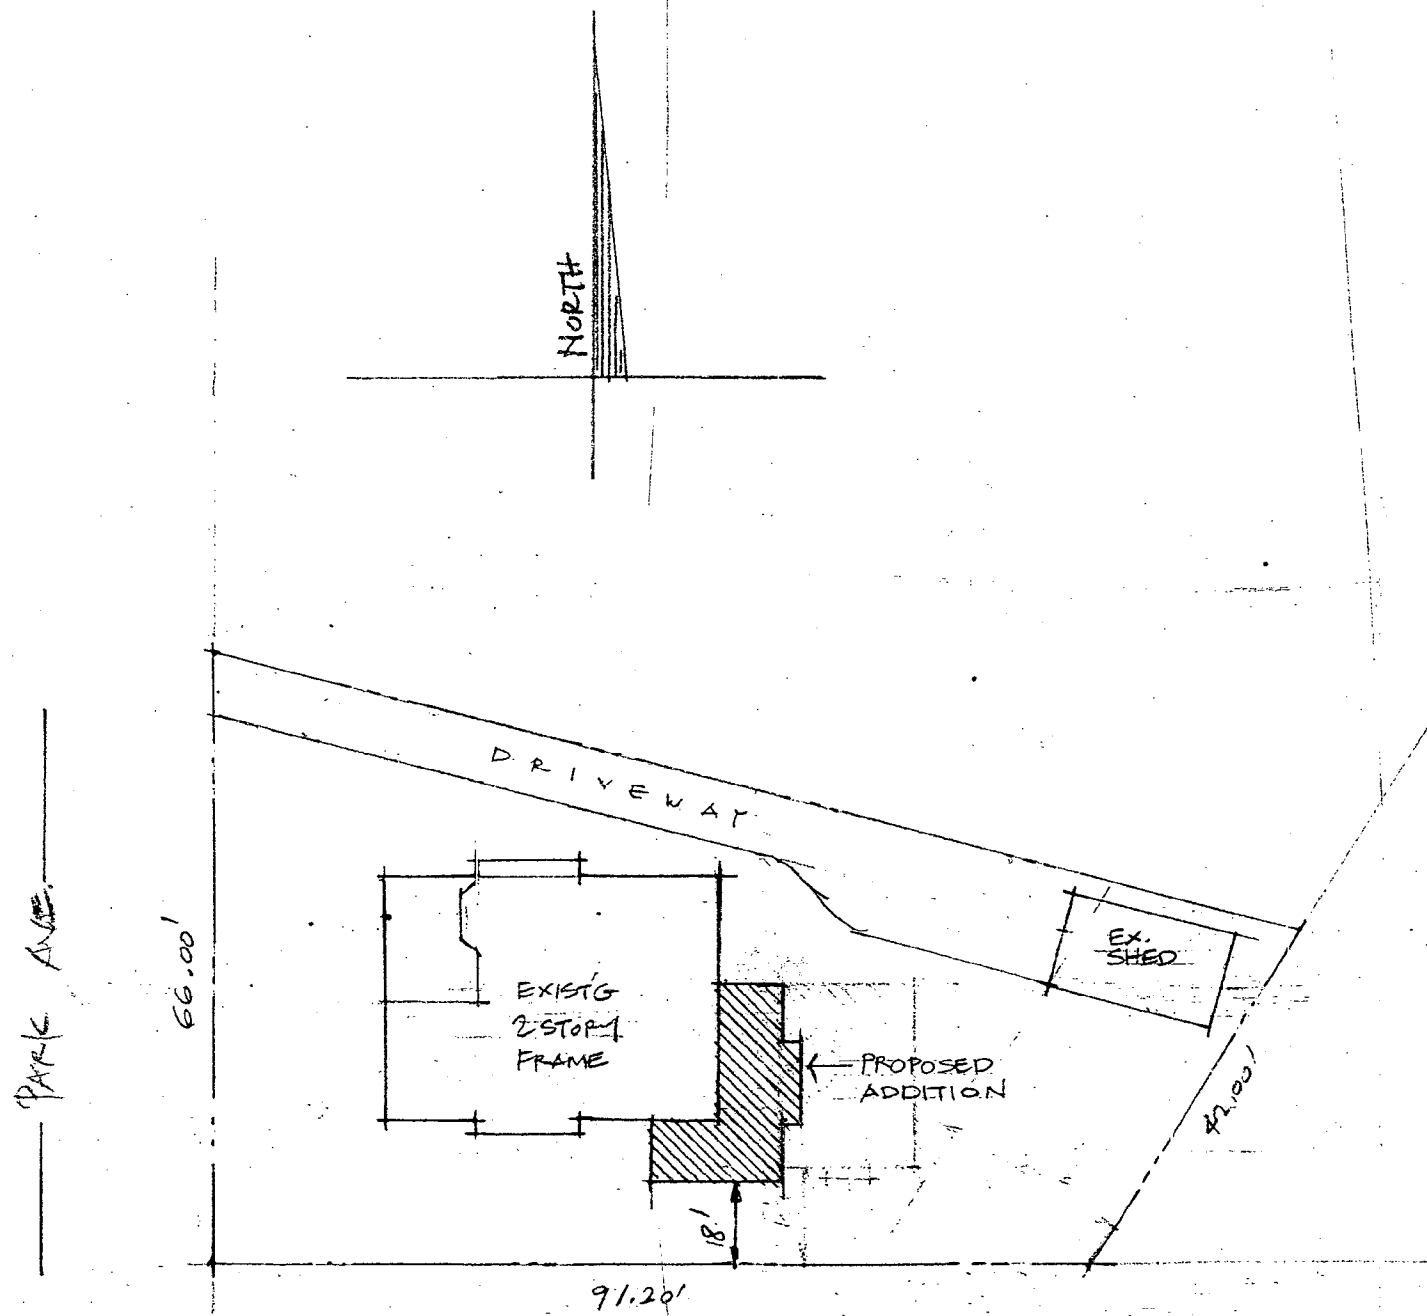 NORTH
DRIVEWAY
PARK AVE.
66.00'
EXIST'G
2 STORY
FRAME
EX.
SHED
PROPOSED
ADDITION
42.00'
18'
91.20'